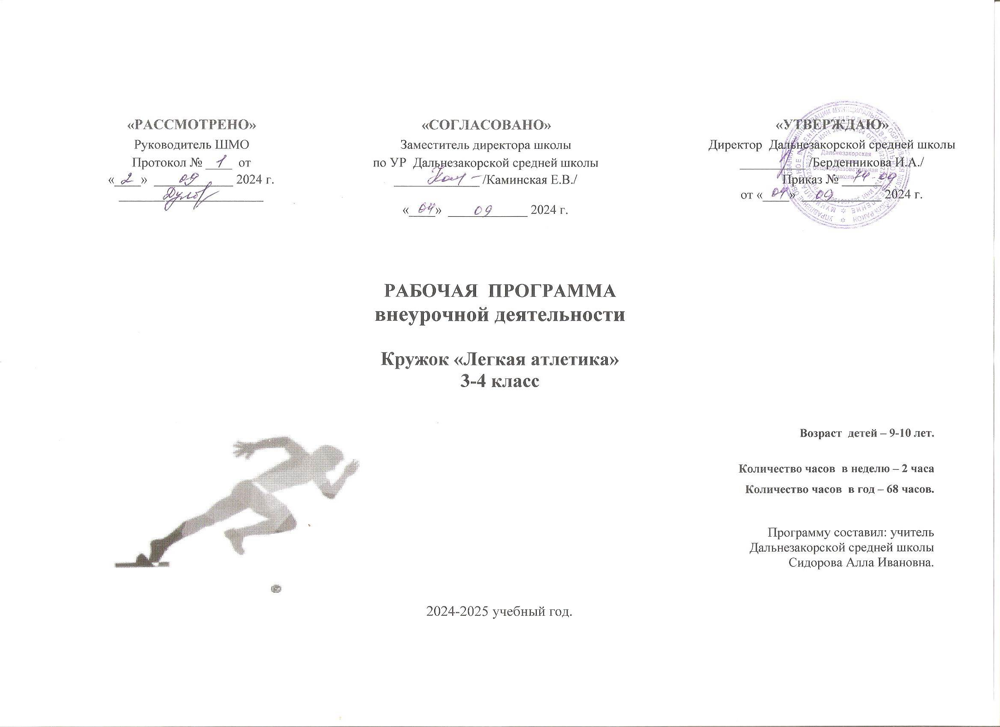 «РАССМОТРЕНО»
Руководитель ШМО
Протокол № 1 от
« 2 » 09 2024 г.
«СОГЛАСОВАНО»
Заместитель директора школы
по УР Дальнезакорской средней школы
/Каминская Е.В./
« 04 » 09 2024 г.
«УТВЕРЖДАЮ»
Директор Дальнезакорской средней школы
/Берденникова И.А./
Приказ № 74-09
от « 04 » 09 2024 г.
Дальнезакорская
общеобразовательная
школа
РАБОЧАЯ ПРОГРАММА
внеурочной деятельности
Кружок «Легкая атлетика»
3-4 класс
Возраст детей – 9-10 лет.
Количество часов в неделю – 2 часа
Количество часов в год – 68 часов.
Программу составил: учитель
Дальнезакорской средней школы
Сидорова Алла Ивановна.
2024-2025 учебный год.